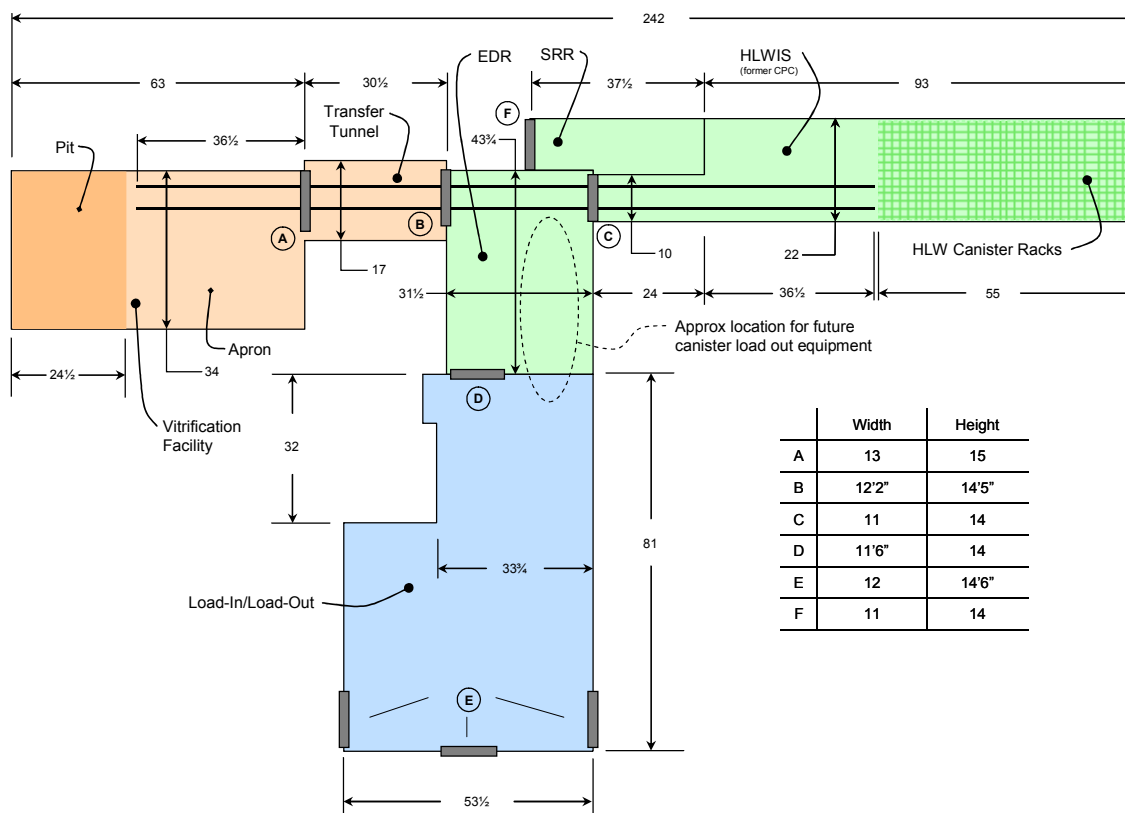 242
EDR
SRR
HLWIS
(former CPC)
63
30½
37½
93
F
Transfer
Tunnel
43¾
36½
Pit
A
B
C
10
22
HLW Canister Racks
17
31½
24
36½
55
Approx location for future
canister load out equipment
Apron
34
24½
D
Vitrification
Facility
32
81
33¾
Load-In/Load-Out
E
53½
Width Height
A 13 15
B 12’2” 14’5”
C 11 14
D 11’6” 14
E 12 14’6”
F 11 14